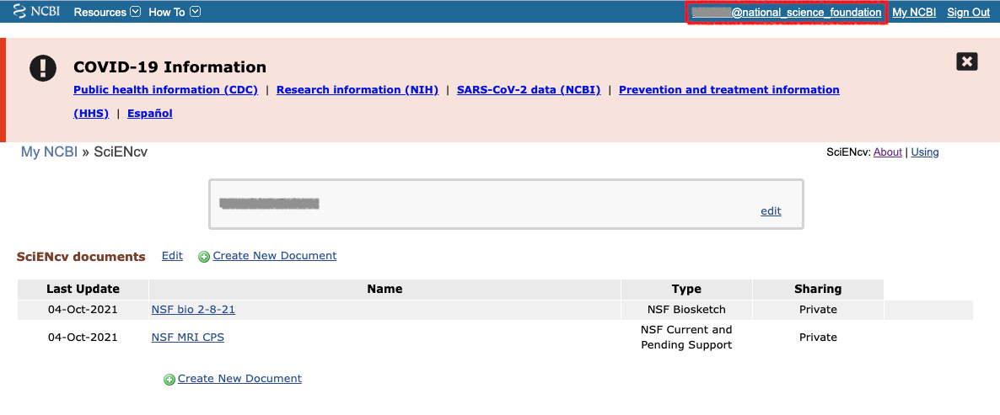 NCBI Resources How To @national_science_foundation My NCBI Sign Out
COVID-19 Information
Public health information (CDC) | Research information (NIH) | SARS-CoV-2 data (NCBI) | Prevention and treatment information
(HHS) | Español
My NCBI » SciENcv SciENcv: About | Using
edit
SciENcv documents Edit Create New Document
Last Update Name Type Sharing
04-Oct-2021 NSF bio 2-8-21 NSF Biosketch Private
04-Oct-2021 NSF MRI CPS NSF Current and Pending Support Private
Create New Document